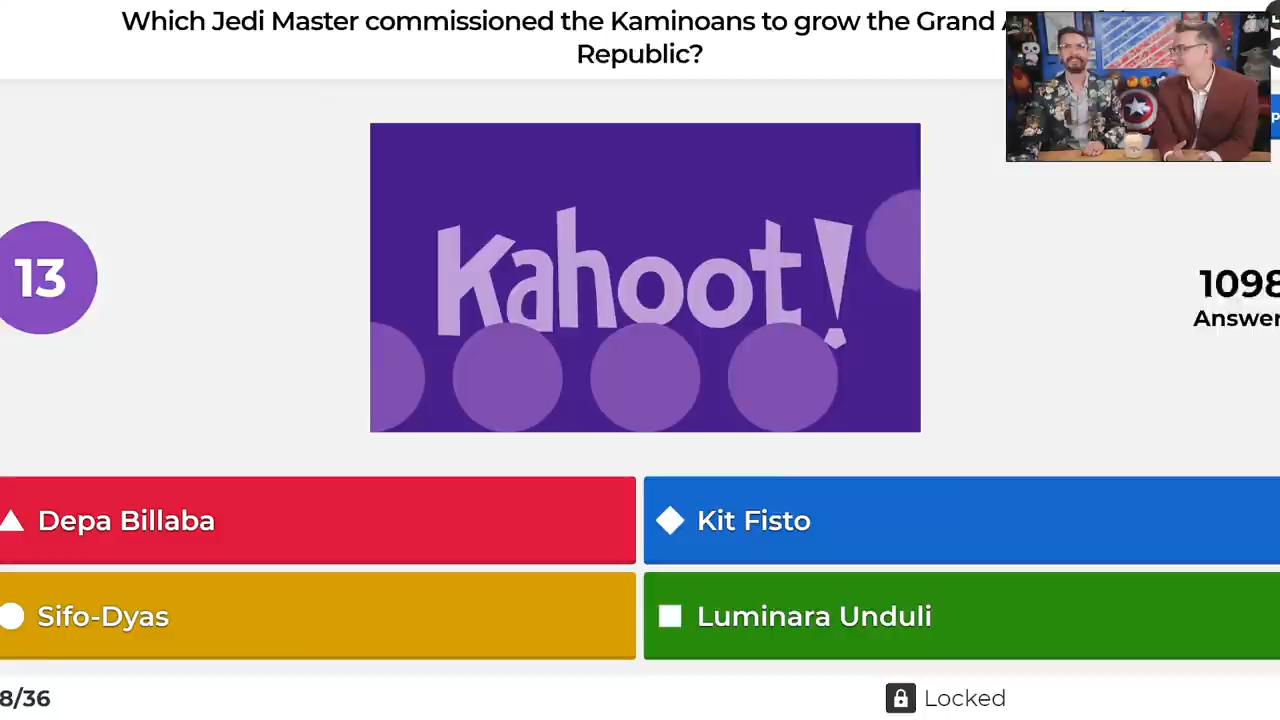 Which Jedi Master commissioned the Kaminoans to grow the Grand
Republic?
13
Kahoot!
1098
Depa Billaba
Kit Fisto
Sifo-Dyas
Luminara Unduli
8/36
Locked